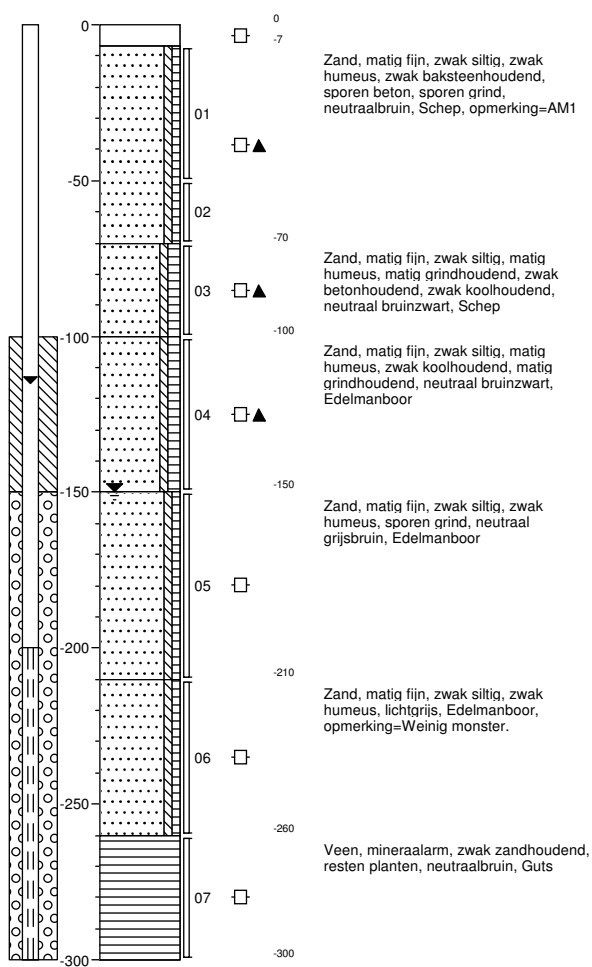 0
0
-7
Zand, matig fijn, zwak siltig, zwak
humeus, zwak baksteenhoudend,
sporen beton, sporen grind,
neutraalbruin, Schep, opmerking=AM1
01
-50
02
-70
Zand, matig fijn, zwak siltig, matig
humeus, matig grindhoudend, zwak
betonhoudend, zwak koolhoudend,
neutraal bruinzwart, Schep
03
-100
-100
Zand, matig fijn, zwak siltig, matig
humeus, zwak koolhoudend, matig
grindhoudend, neutraal bruinzwart,
Edelmanboor
04
-150
-150
Zand, matig fijn, zwak siltig, zwak
humeus, sporen grind, neutraal
grijsbruin, Edelmanboor
05
-200
-210
Zand, matig fijn, zwak siltig, zwak
humeus, lichtgrijs, Edelmanboor,
opmerking=Weinig monster.
06
-250
-260
Veen, mineraalarm, zwak zandhoudend,
resten planten, neutraalbruin, Guts
07
-300
-300